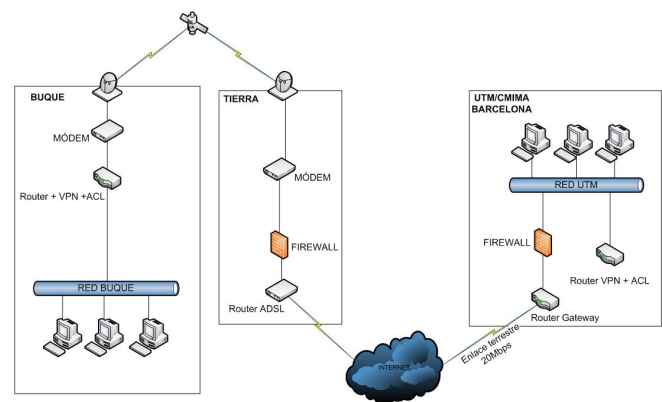 BUQUE
MÓDEM
Router + VPN +ACL
RED BUQUE
TIERRA
MÓDEM
FIREWALL
Router ADSL
INTERNET
UTM/CMIMA
BARCELONA
RED UTM
FIREWALL
Router VPN + ACL
Router Gateway
Enlace terrestre
20Mbps